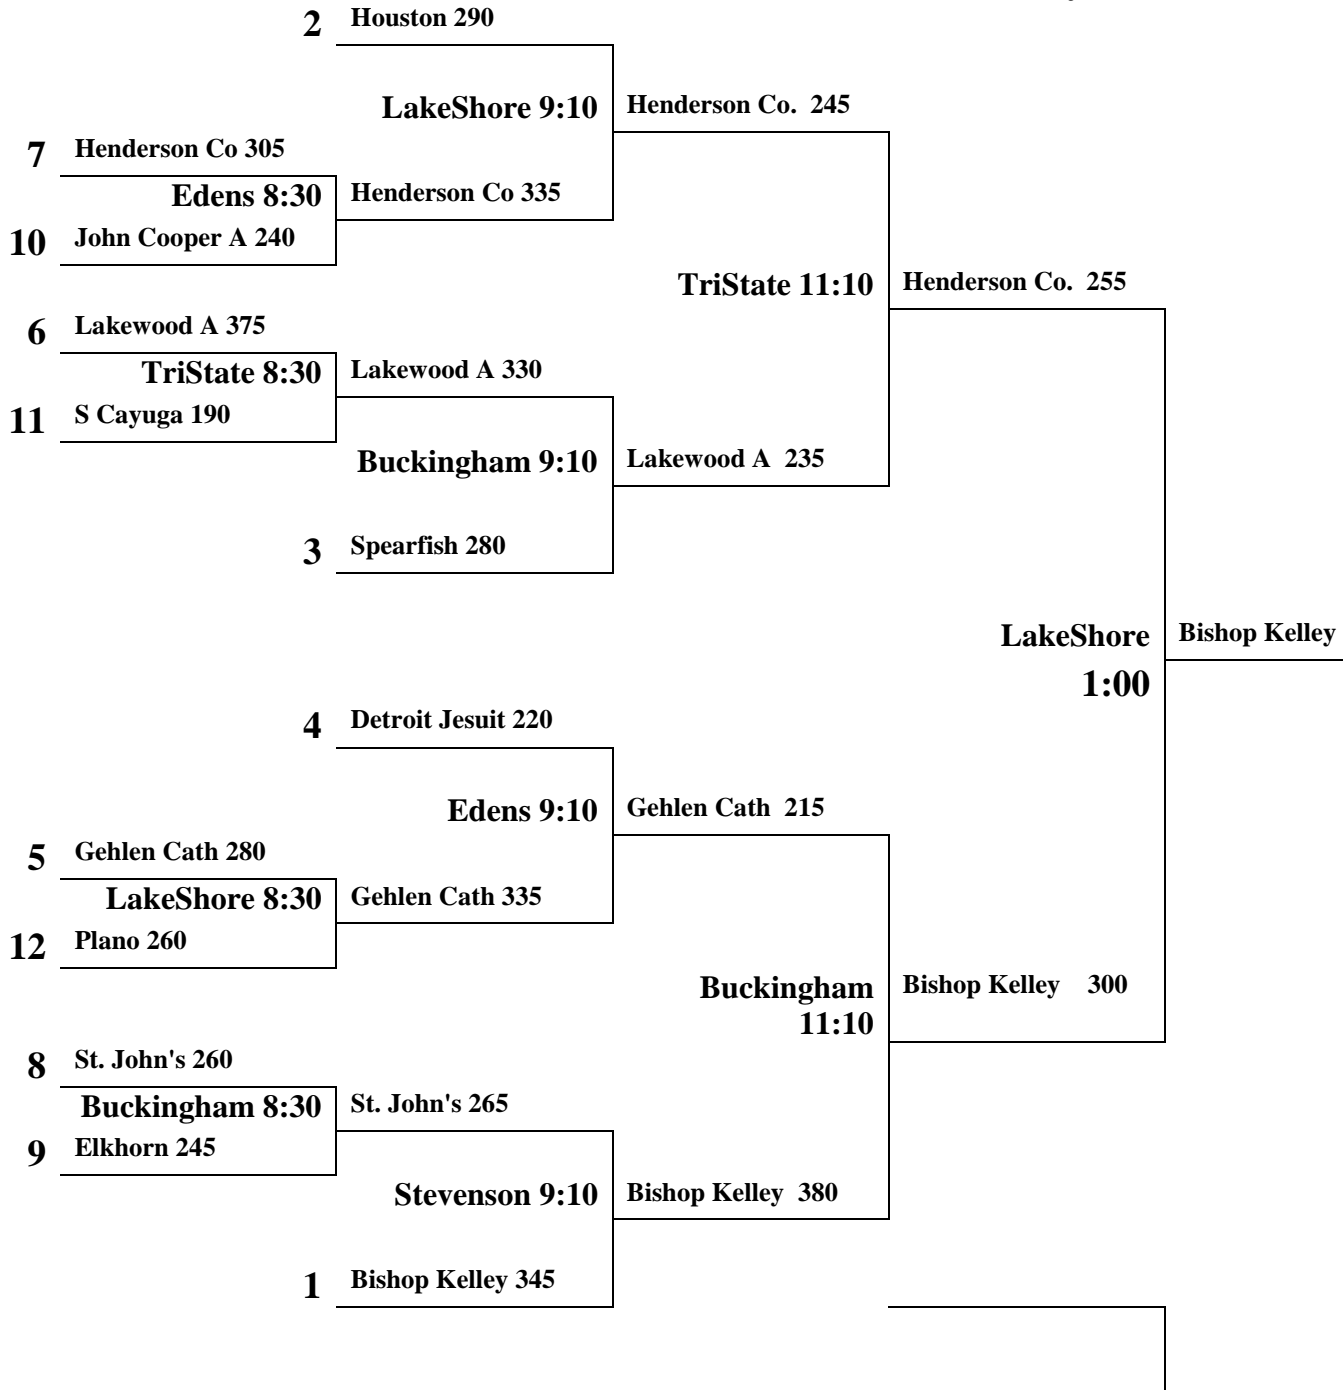 2 Houston 290
LakeShore 9:10 Henderson Co. 245
7 Henderson Co 305
Edens 8:30 Henderson Co 335
10 John Cooper A 240
TriState 11:10 Henderson Co. 255
6 Lakewood A 375
TriState 8:30 Lakewood A 330
11 S Cayuga 190
Buckingham 9:10 Lakewood A 235
3 Spearfish 280
LakeShore Bishop Kelley
1:00
4 Detroit Jesuit 220
Edens 9:10 Gehlen Cath 215
5 Gehlen Cath 280
LakeShore 8:30 Gehlen Cath 335
12 Plano 260
Buckingham Bishop Kelley 300
11:10
8 St. John's 260
Buckingham 8:30 St. John's 265
9 Elkhorn 245
Stevenson 9:10 Bishop Kelley 380
1 Bishop Kelley 345